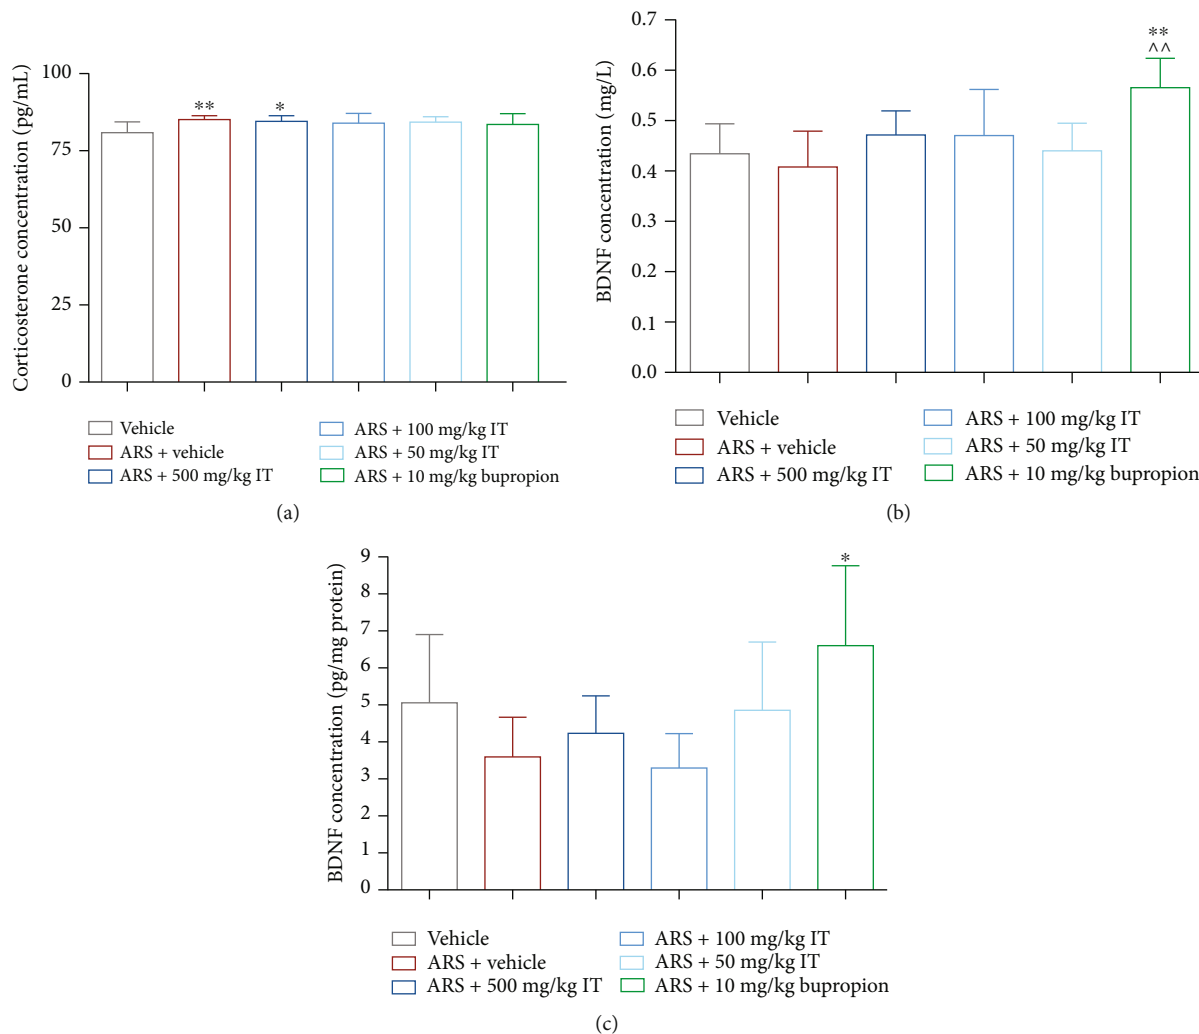 Corticosterone concentration (pg/mL)
100
75
50
25
0
**
*
Vehicle
ARS + vehicle
ARS + 500 mg/kg IT
ARS + 100 mg/kg IT
ARS + 50 mg/kg IT
ARS + 10 mg/kg bupropion
(a)
BDNF concentration (mg/L)
0.7
0.6
0.5
0.4
0.3
0.2
0.1
0.0
**
^^
Vehicle
ARS + vehicle
ARS + 500 mg/kg IT
ARS + 100 mg/kg IT
ARS + 50 mg/kg IT
ARS + 10 mg/kg bupropion
(b)
BDNF concentration (pg/mg protein)
9
8
7
6
5
4
3
2
1
0
*
Vehicle
ARS + vehicle
ARS + 500 mg/kg IT
ARS + 100 mg/kg IT
ARS + 50 mg/kg IT
ARS + 10 mg/kg bupropion
(c)